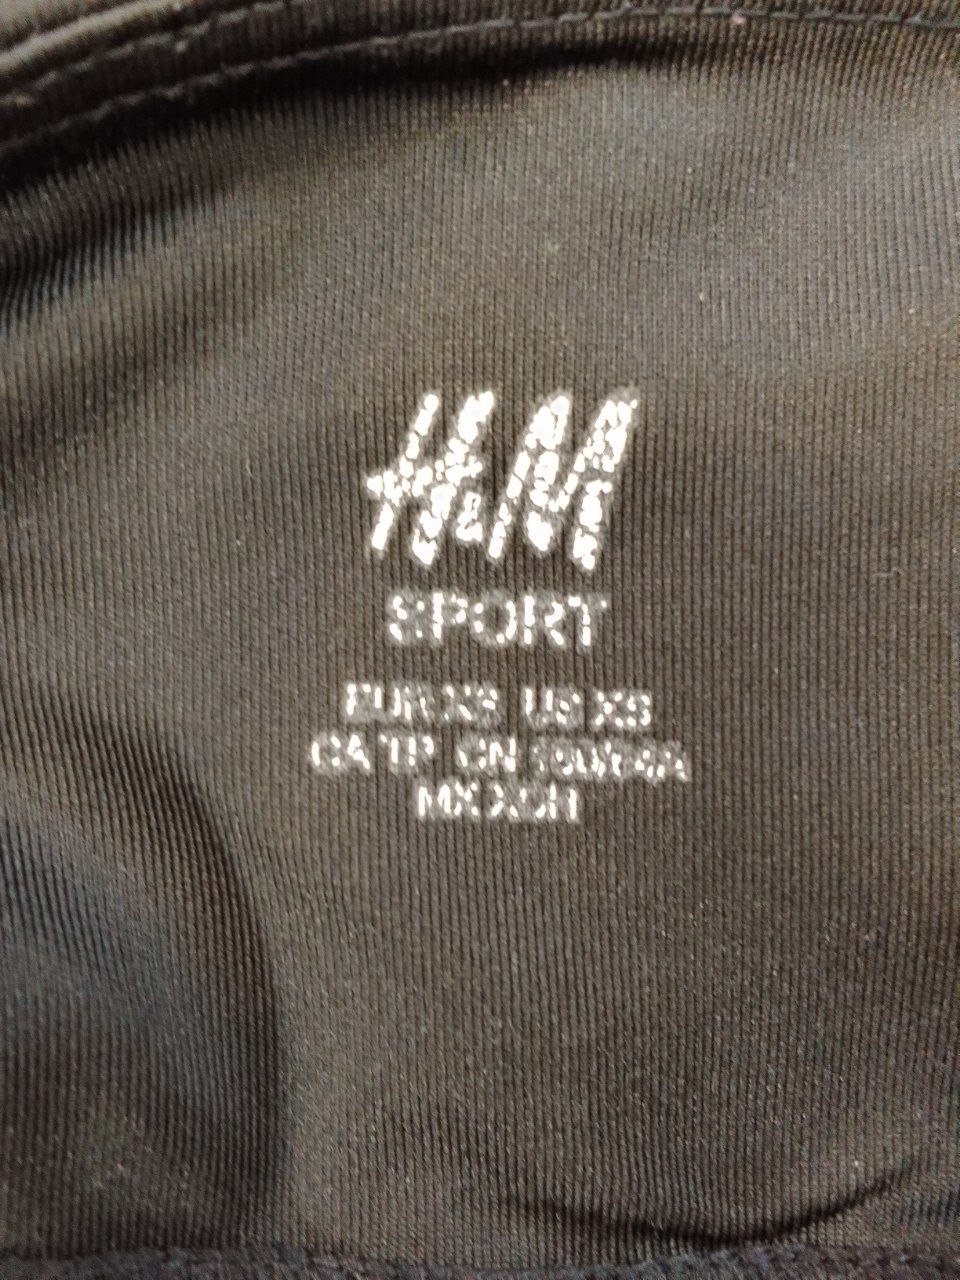 H&M
SPORT
EUR XS US XS
CA TP CN
MX XCH